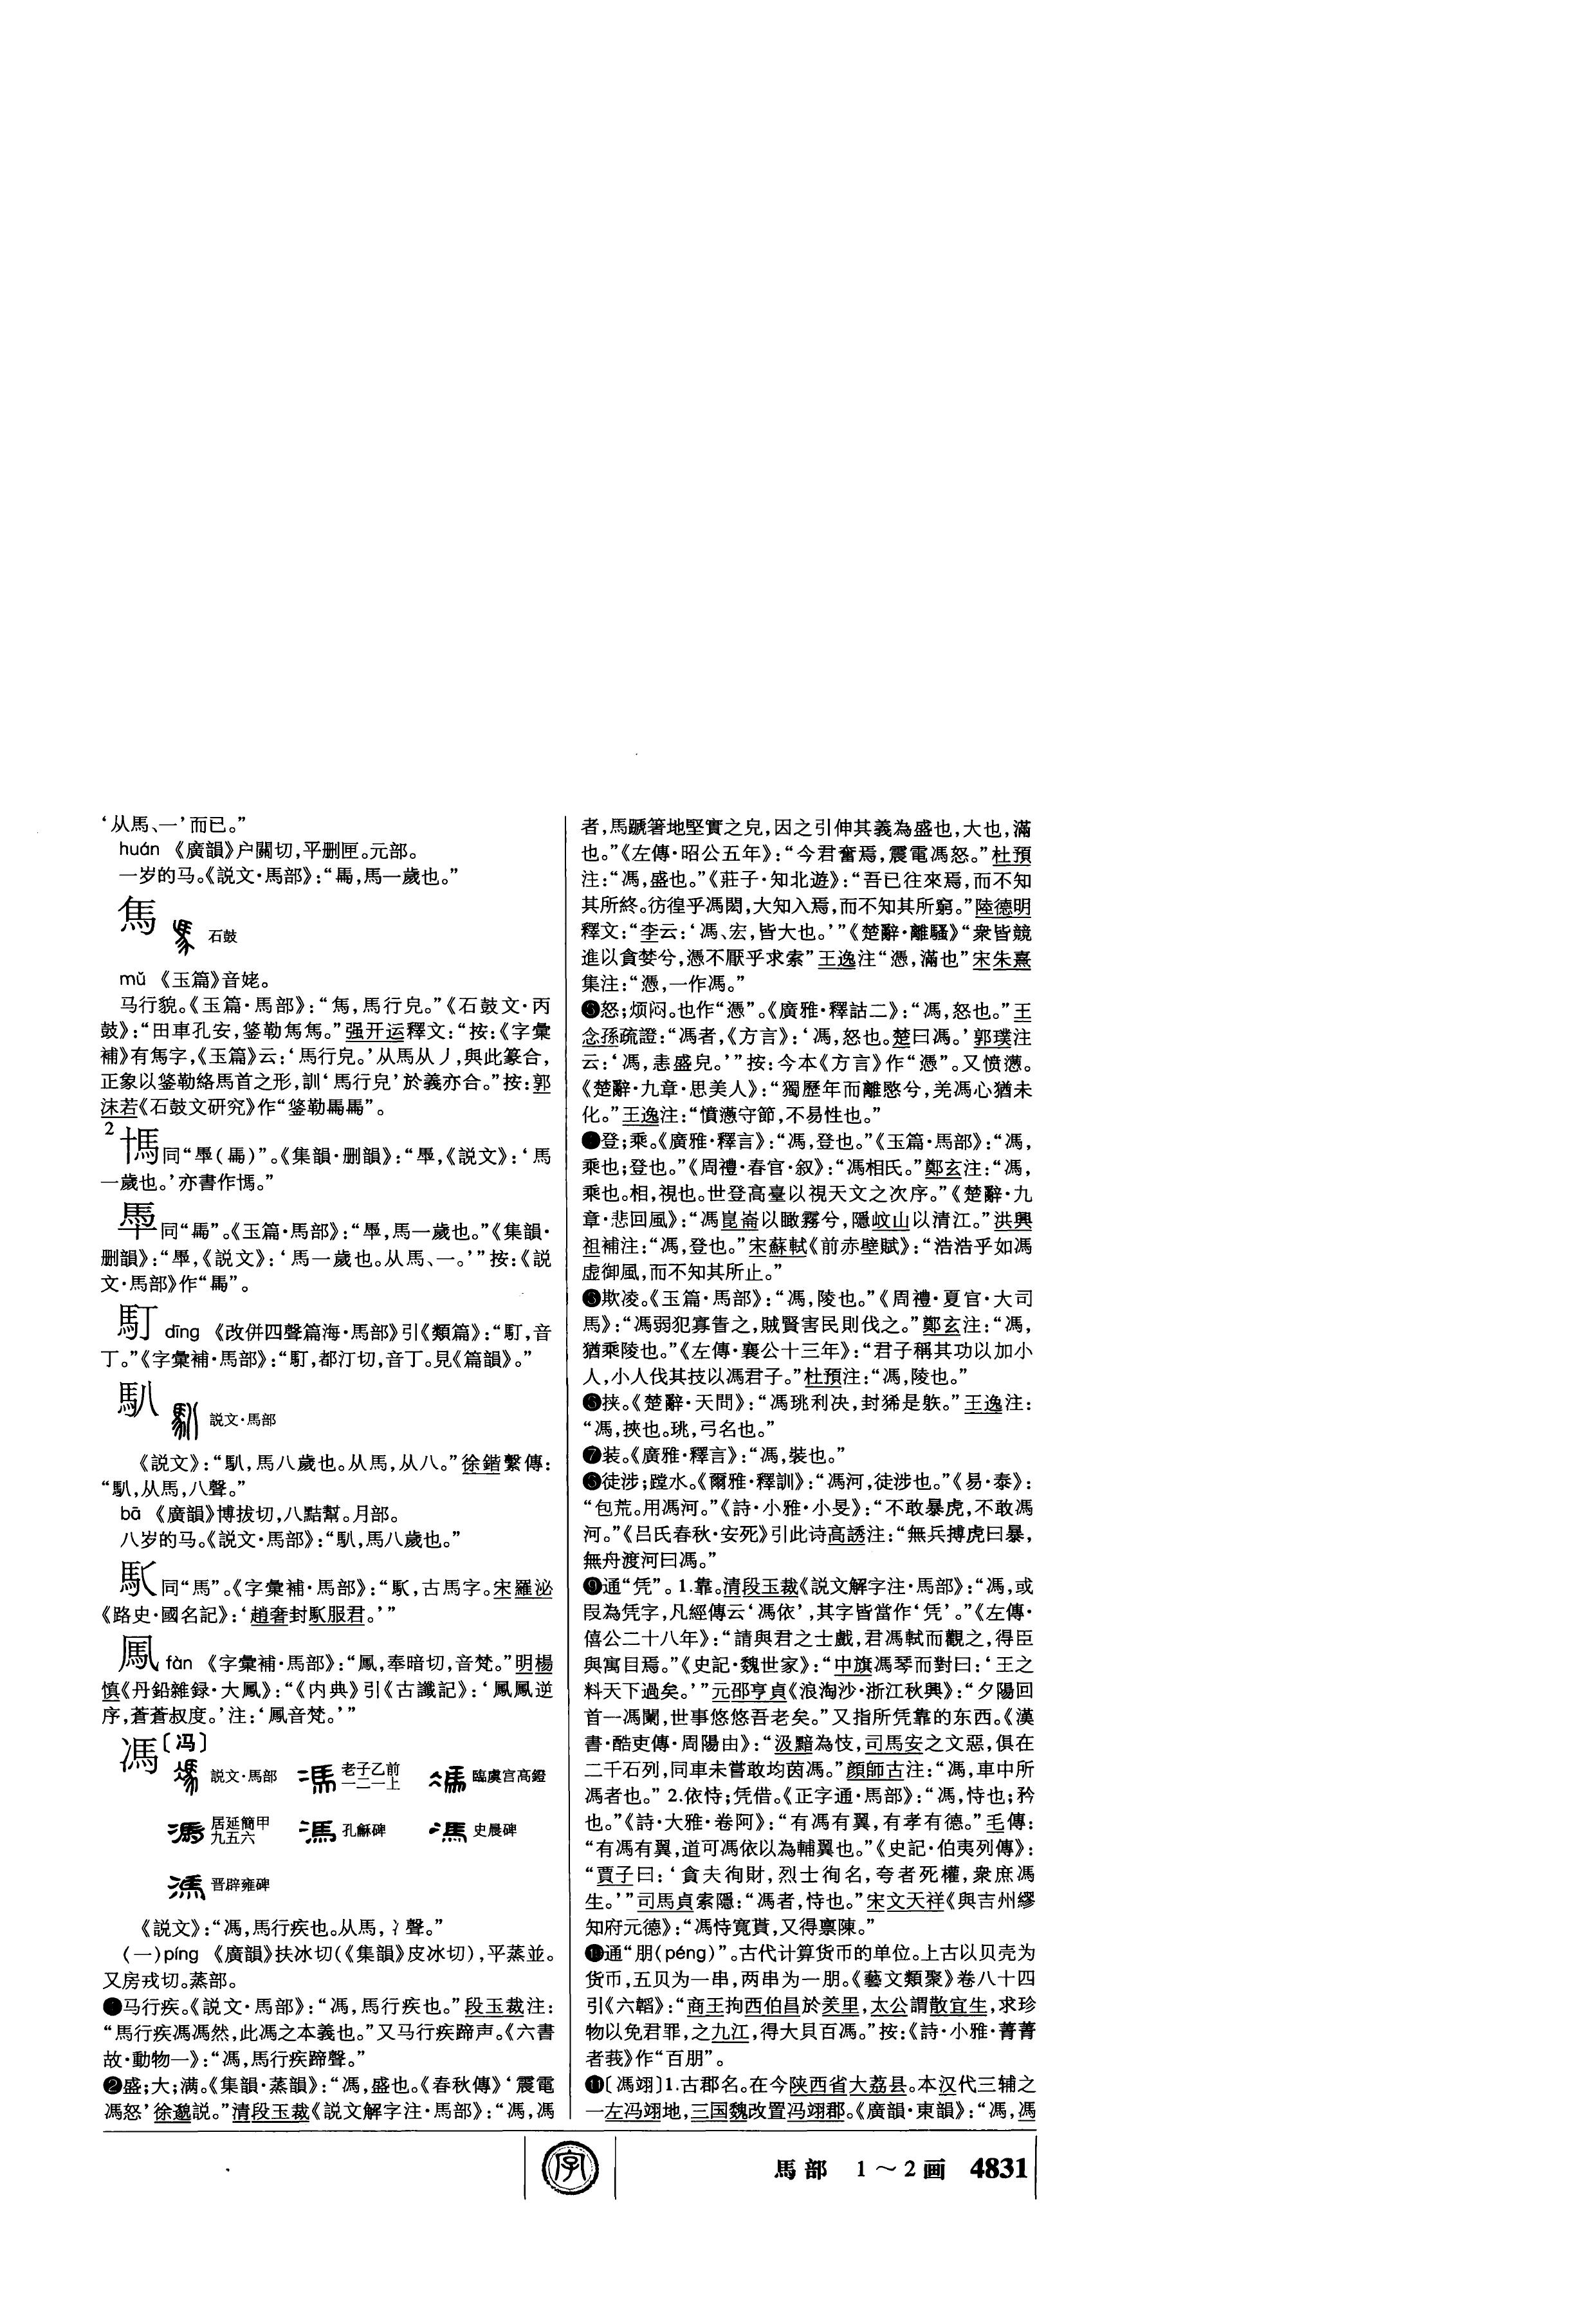 ‘从馬、一’而已。”
huán 《廣韻》户關切，平删匣。元部。
一岁的马。《説文·馬部》：“馬，馬一歲也。”
石鼓
mǔ 《玉篇》音姥。
马行貌。《玉篇·馬部》：“馬，馬行皃。”《石鼓文·丙
鼓》：“田車孔安，鋚勒馬馬。”强开运釋文：“按：《字彙
補》有馬字，《玉篇》云：‘馬行皃。’从馬从丿，與此篆合，
正象以鋚勒絡馬首之形，訓‘馬行皃’於義亦合。”按：郭
沫若《石鼓文研究》作“鋚勒馬馬”。
2
同“馬（馬）”。《集韻·删韻》：“馬，《説文》：‘馬
一歲也。’亦書作。”
同“馬”。《玉篇·馬部》：“，馬一歲也。”《集韻·
删韻》：“，《説文》：‘馬一歲也。从馬、一。’”按：《説
文·馬部》作“馬”。
䭲 dīng 《改併四聲篇海·馬部》引《類篇》：“，音
丁。”《字彙補·馬部》：“，都汀切，音丁。見《篇韻》。”
馸 説文·馬部
《説文》：“馬八，馬八歲也。从馬，从八。”徐鍇繫傳：
“，从馬，八聲。”
bā 《廣韻》博拔切，八黠幫。月部。
八岁的马。《説文·馬部》：“，馬八歲也。”
同“馬”。《字彙補·馬部》：“，古馬字。宋羅泌
《路史·國名記》：‘趙奢封服君。’”
fàn 《字彙補·馬部》：“，奉暗切，音梵。”明楊
慎《丹鉛雜録·大》：“《内典》引《古讖記》：‘逆
序，蒼蒼叔度。’注：‘音梵。’”
馮〔冯〕
説文·馬部 老子乙前一二一上 臨虞宫高鐙
居延簡甲九五六 孔龢碑 史晨碑
晋辟雍碑
《説文》：“馮，馬行疾也。从馬，冫聲。”
（一）píng 《廣韻》扶冰切（《集韻》皮冰切），平蒸並。
又房戎切。蒸部。
❶马行疾。《説文·馬部》：“馮，馬行疾也。”段玉裁注：
“馬行疾馮馮然，此馮之本義也。”又马行疾蹄声。《六書
故·動物一》：“馮，馬行疾蹄聲。”
❷盛；大；满。《集韻·蒸韻》：“馮，盛也。《春秋傳》‘震電
馮怒’徐邈説。”清段玉裁《説文解字注·馬部》：“馮，馮
者，馬蹏箸地堅實之皃，因之引伸其義為盛也，大也，滿
也。”《左傳·昭公五年》：“今君奮焉，震電馮怒。”杜預
注：“馮，盛也。”《莊子·知北遊》：“吾已往來焉，而不知
其所終。彷徨乎馮閎，大知入焉，而不知其所窮。”陸德明
釋文：“李云：‘馮、宏，皆大也。’”《楚辭·離騷》“衆皆競
進以貪婪兮，憑不厭乎求索”王逸注“憑，滿也”宋朱熹
集注：“憑，一作馮。”
❸怒；烦闷。也作“憑”。《廣雅·釋詁二》：“馮，怒也。”王
念孫疏證：“馮者，《方言》：‘馮，怒也。楚曰馮。’郭璞注
云：‘馮，恚盛皃。’”按：今本《方言》作“憑”。又愤懑。
《楚辭·九章·思美人》：“獨歷年而離愍兮，羌馮心猶未
化。”王逸注：“憤懣守節，不易性也。”
❹登；乘。《廣雅·釋言》：“馮，登也。”《玉篇·馬部》：“馮，
乘也；登也。”《周禮·春官·叙》：“馮相氏。”鄭玄注：“馮，
乘也。相，視也。世登高臺以視天文之次序。”《楚辭·九
章·悲回風》：“馮崑崙以瞰霧兮，隱岐山以清江。”洪興
祖補注：“馮，登也。”宋蘇軾《前赤壁賦》：“浩浩乎如馮
虚御風，而不知其所止。”
❺欺凌。《玉篇·馬部》：“馮，陵也。”《周禮·夏官·大司
馬》：“馮弱犯寡眚之，賊賢害民則伐之。”鄭玄注：“馮，
猶乘陵也。”《左傳·襄公十三年》：“君子稱其功以加小
人，小人伐其技以馮君子。”杜預注：“馮，陵也。”
❻挟。《楚辭·天問》：“馮珧利决，封狶是䠶。”王逸注：
“馮，挾也。珧，弓名也。”
❼装。《廣雅·釋言》：“馮，裝也。”
❽徒涉；蹚水。《爾雅·釋訓》：“馮河，徒涉也。”《易·泰》：
“包荒。用馮河。”《詩·小雅·小旻》：“不敢暴虎，不敢馮
河。”《吕氏春秋·安死》引此诗高誘注：“無兵搏虎曰暴，
無舟渡河曰馮。”
❾通“凭”。1.靠。清段玉裁《説文解字注·馬部》：“馮，或
叚為凭字，凡經傳云‘馮依’，其字皆當作‘凭’。”《左傳·
僖公二十八年》：“請與君之士戲，君馮軾而觀之，得臣
與寓目焉。”《史記·魏世家》：“中旗馮琴而對曰：‘王之
料天下過矣。’”元邵亨貞《浪淘沙·浙江秋興》：“夕陽回
首一馮闌，世事悠悠吾老矣。”又指所凭靠的东西。《漢
書·酷吏傳·周陽由》：“汲黯為忮，司馬安之文惡，俱在
二千石列，同車未嘗敢均茵馮。”顔師古注：“馮，車中所
馮者也。” 2.依恃；凭借。《正字通·馬部》：“馮，恃也；矜
也。”《詩·大雅·卷阿》：“有馮有翼，有孝有德。”毛傳：
“有馮有翼，道可馮依以為輔翼也。”《史記·伯夷列傳》：
“賈子曰：‘貪夫徇財，烈士徇名，夸者死權，衆庶馮
生。’”司馬貞索隱：“馮者，恃也。”宋文天祥《與吉州繆
知府元德》：“馮恃寬貰，又得禀陳。”
❿通“朋（péng）”。古代计算货币的单位。上古以贝壳为
货币，五贝为一串，两串为一朋。《藝文類聚》卷八十四
引《六韜》：“商王拘西伯昌於羑里，太公謂散宜生，求珍
物以免君罪，之九江，得大貝百馮。”按：《詩·小雅·菁菁
者莪》作“百朋”。
⓫〔馮翊〕1.古郡名。在今陕西省大荔县。本汉代三辅之
一左冯翊地，三国魏改置冯翊郡。《廣韻·東韻》：“馮，馮
字
馬部 1～2画 4831